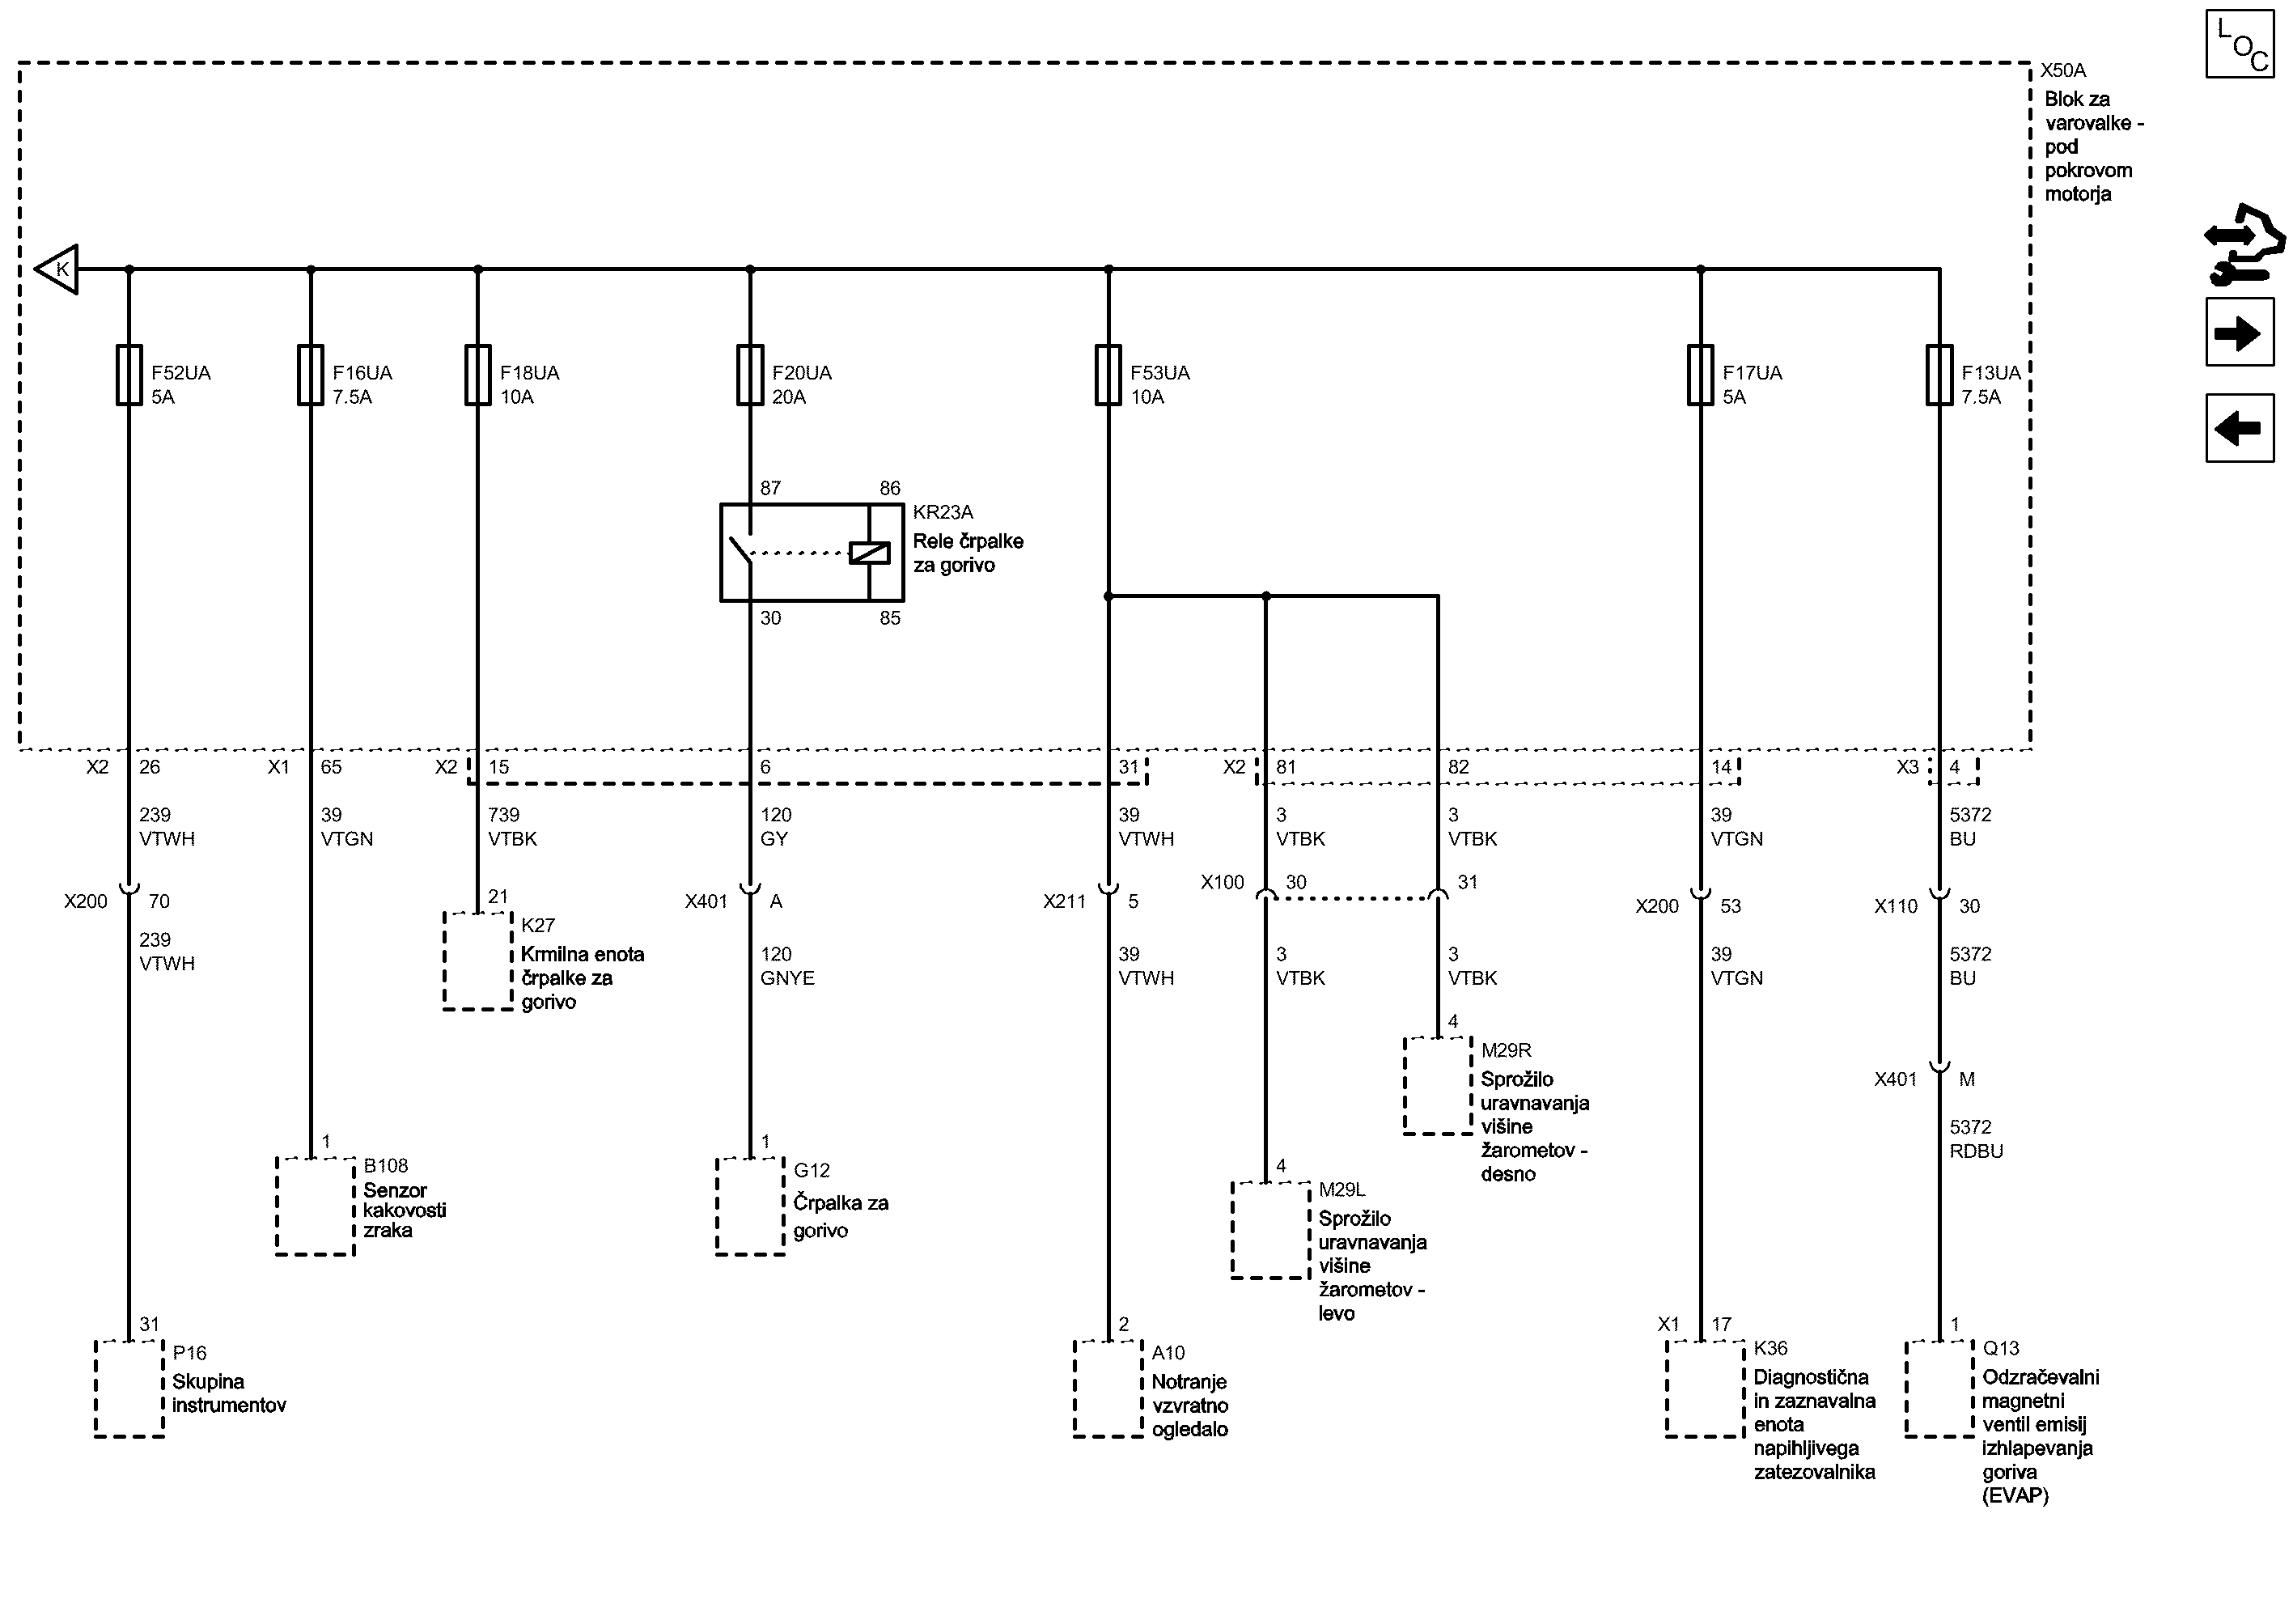 L
O
C
X50A
Blok za
varovalke -
pod
pokrovom
motorja
K
F52UA
5A
F16UA
7.5A
F18UA
10A
F20UA
20A
F53UA
10A
F17UA
5A
F13UA
7.5A
87
86
KR23A
Rele črpalke
za gorivo
30
85
X2
26
X1
65
X2
15
6
31
X2
81
82
14
X3
4
239
VTWH
39
VTGN
739
VTBK
120
GY
39
VTWH
3
VTBK
3
VTBK
39
VTGN
5372
BU
X200
70
21
X401
A
X211
5
X100
30
31
X200
53
X110
30
239
VTWH
K27
Krmilna enota
črpalke za
gorivo
120
GNYE
39
VTWH
3
VTBK
3
VTBK
39
VTGN
5372
BU
4
M29R
Sprožilo
uravnavanja
višine
žarometov -
desno
X401
M
5372
RDBU
1
B108
Senzor
kakovosti
zraka
1
G12
Črpalka za
gorivo
4
M29L
Sprožilo
uravnavanja
višine
žarometov -
levo
31
P16
Skupina
instrumentov
2
A10
Notranje
vzvratno
ogledalo
X1
17
K36
Diagnostična
in zaznavalna
enota
napihljivega
zatezovalnika
1
Q13
Odzračevalni
magnetni
ventil emisij
izhlapevanja
goriva
(EVAP)